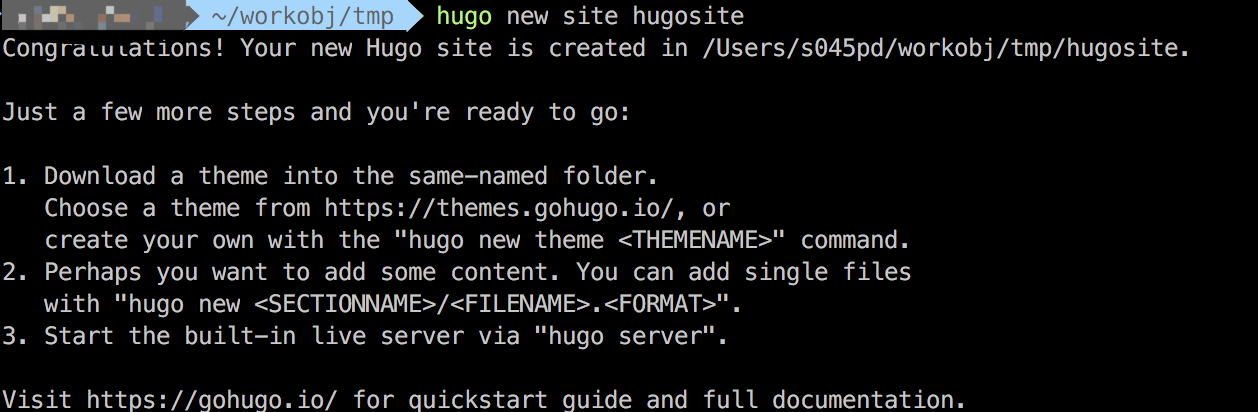 ~/workobj/tmp hugo new site hugosite
Congratulations! Your new Hugo site is created in /Users/s045pd/workobj/tmp/hugosite.
Just a few more steps and you're ready to go:
1. Download a theme into the same-named folder.
Choose a theme from https://themes.gohugo.io/, or
create your own with the "hugo new theme <THEMENAME>" command.
2. Perhaps you want to add some content. You can add single files
with "hugo new <SECTIONNAME>/<FILENAME>.<FORMAT>".
3. Start the built-in live server via "hugo server".
Visit https://gohugo.io/ for quickstart guide and full documentation.